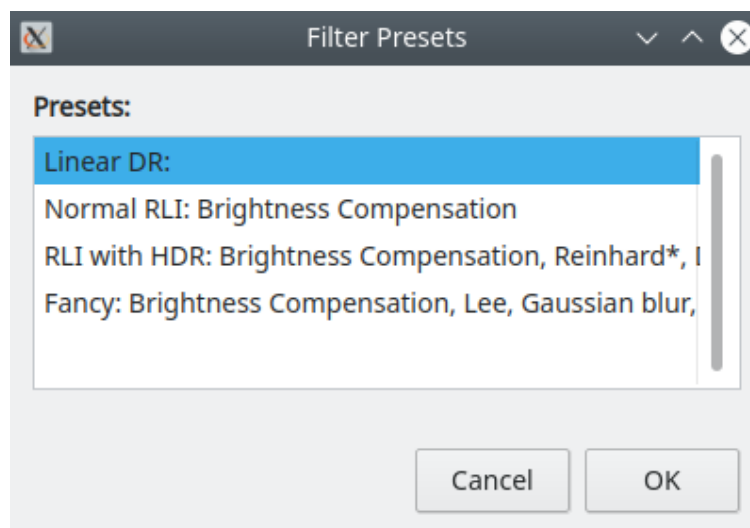 Filter Presets
Presets:
Linear DR:
Normal RLI: Brightness Compensation
RLI with HDR: Brightness Compensation, Reinhard*,
Fancy: Brightness Compensation, Lee, Gaussian blur,
Cancel
OK